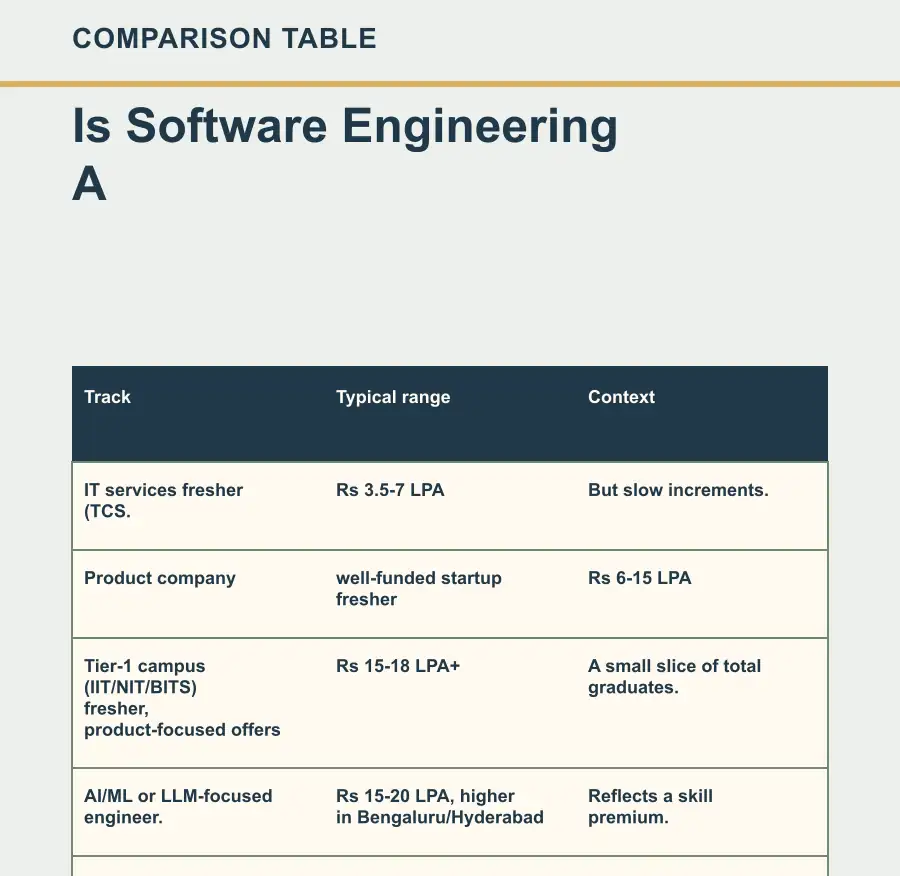 COMPARISON TABLE
Is Software Engineering
A
Track Typical range Context
IT services fresher Rs 3.5-7 LPA But slow increments.
(TCS.
Product company well-funded startup Rs 6-15 LPA
fresher
Tier-1 campus Rs 15-18 LPA+ A small slice of total
(IIT/NIT/BITS) graduates.
fresher,
product-focused offers
AI/ML or LLM-focused Rs 15-20 LPA, higher Reflects a skill
engineer. in Bengaluru/Hyderabad premium.